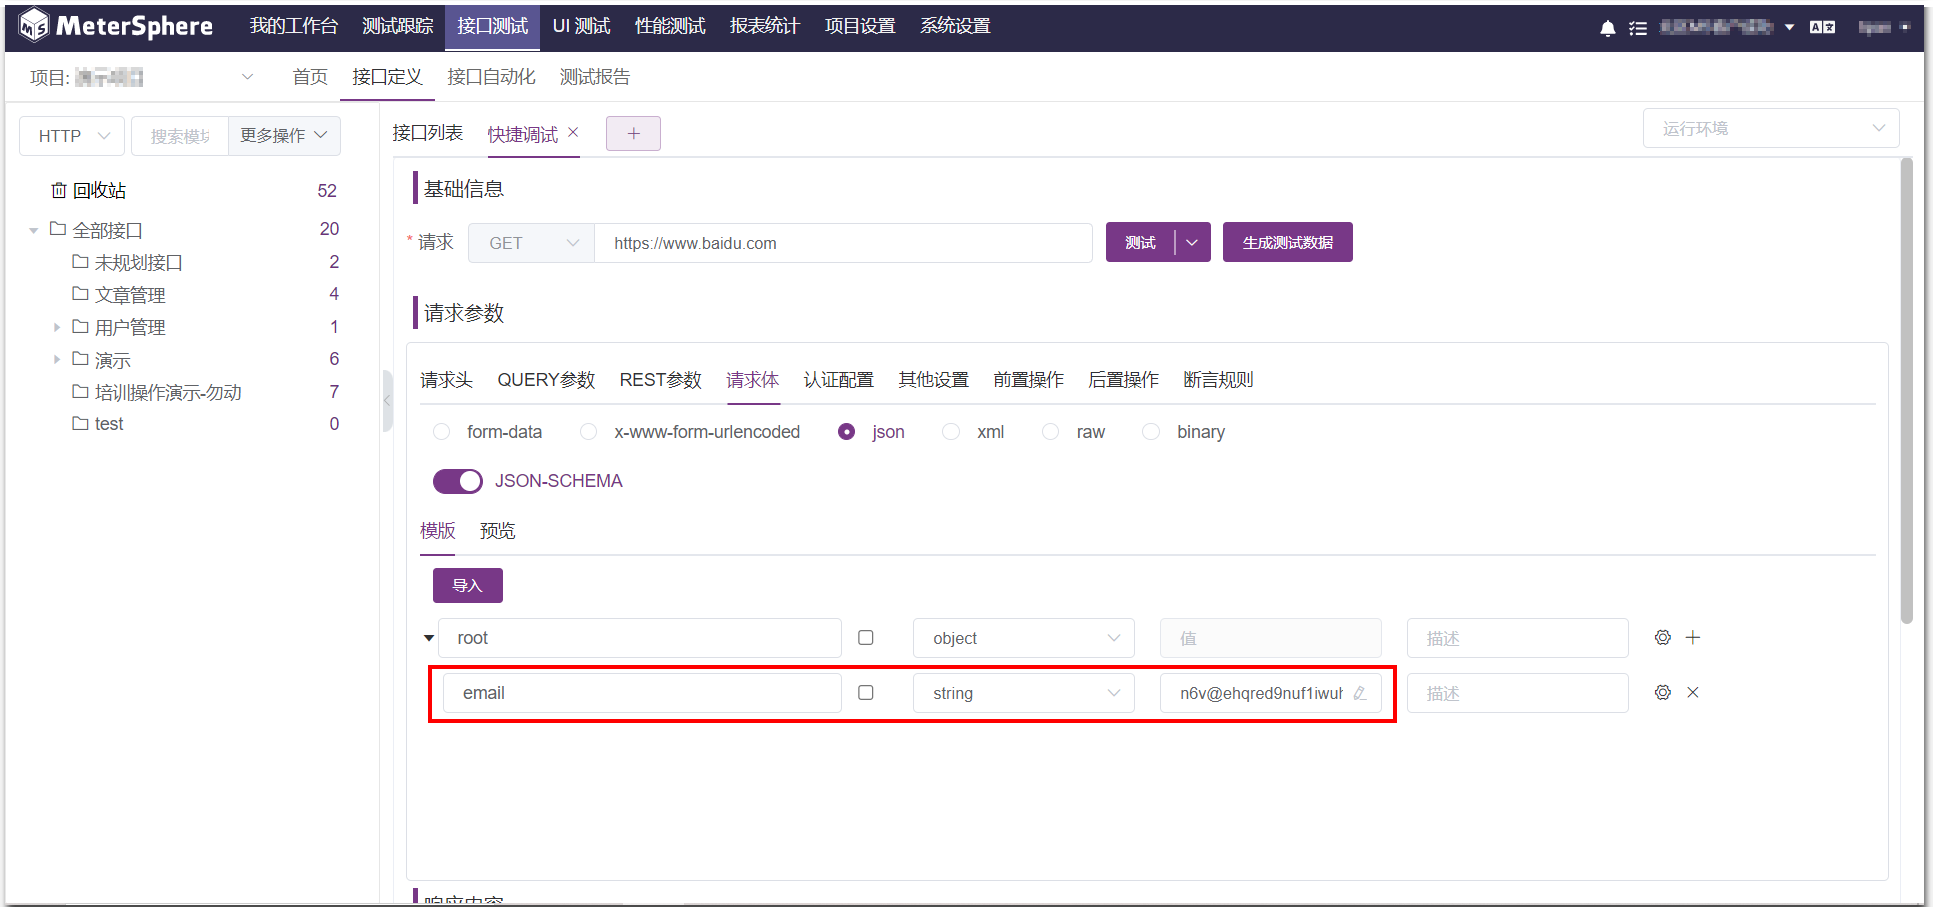 MeterSphere 我的工作台 测试跟踪 接口测试 UI 测试 性能测试 报表统计 项目设置 系统设置
项目: 首页 接口定义 接口自动化 测试报告
HTTP 搜索模块 更多操作
接口列表 快捷调试 + 运行环境
回收站 52
全部接口 20
未规划接口 2
文章管理 4
用户管理 1
演示 6
培训操作演示-勿动 7
test 0
基础信息
* 请求 GET https://www.baidu.com 测试 生成测试数据
请求参数
请求头 QUERY参数 REST参数 请求体 认证配置 其他设置 前置操作 后置操作 断言规则
form-data x-www-form-urlencoded json xml raw binary
JSON-SCHEMA
模版 预览
导入
root object 值 描述
email string n6v@ehqred9nuf1iwuh 描述
响应内容